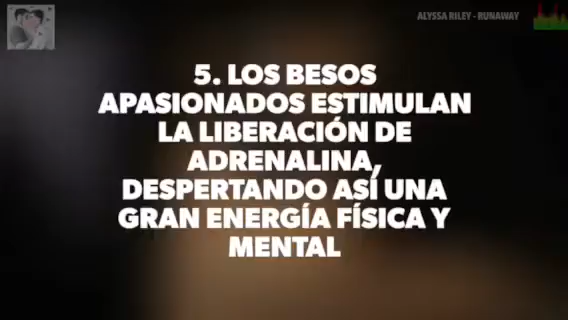 ALYSSA RILEY - RUNAWAY
5. LOS BESOS
APASIONADOS ESTIMULAN
LA LIBERACIÓN DE
ADRENALINA,
DESPERTANDO ASÍ UNA
GRAN ENERGÍA FÍSICA Y
MENTAL